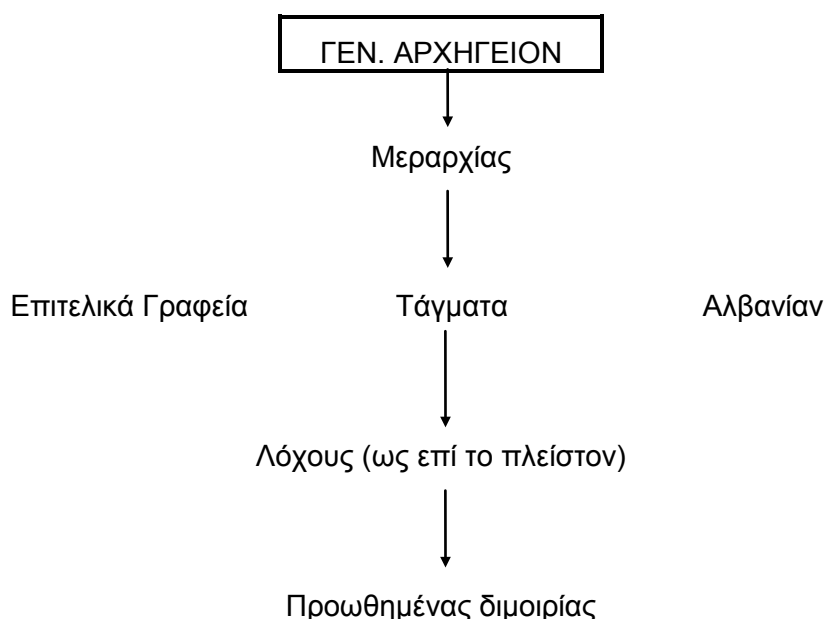 ΓΕΝ. ΑΡΧΗΓΕΙΟΝ
Μεραρχίας
Επιτελικά Γραφεία Τάγματα Αλβανίαν
Λόχους (ως επί το πλείστον)
Προωθημένας διμοιρίας